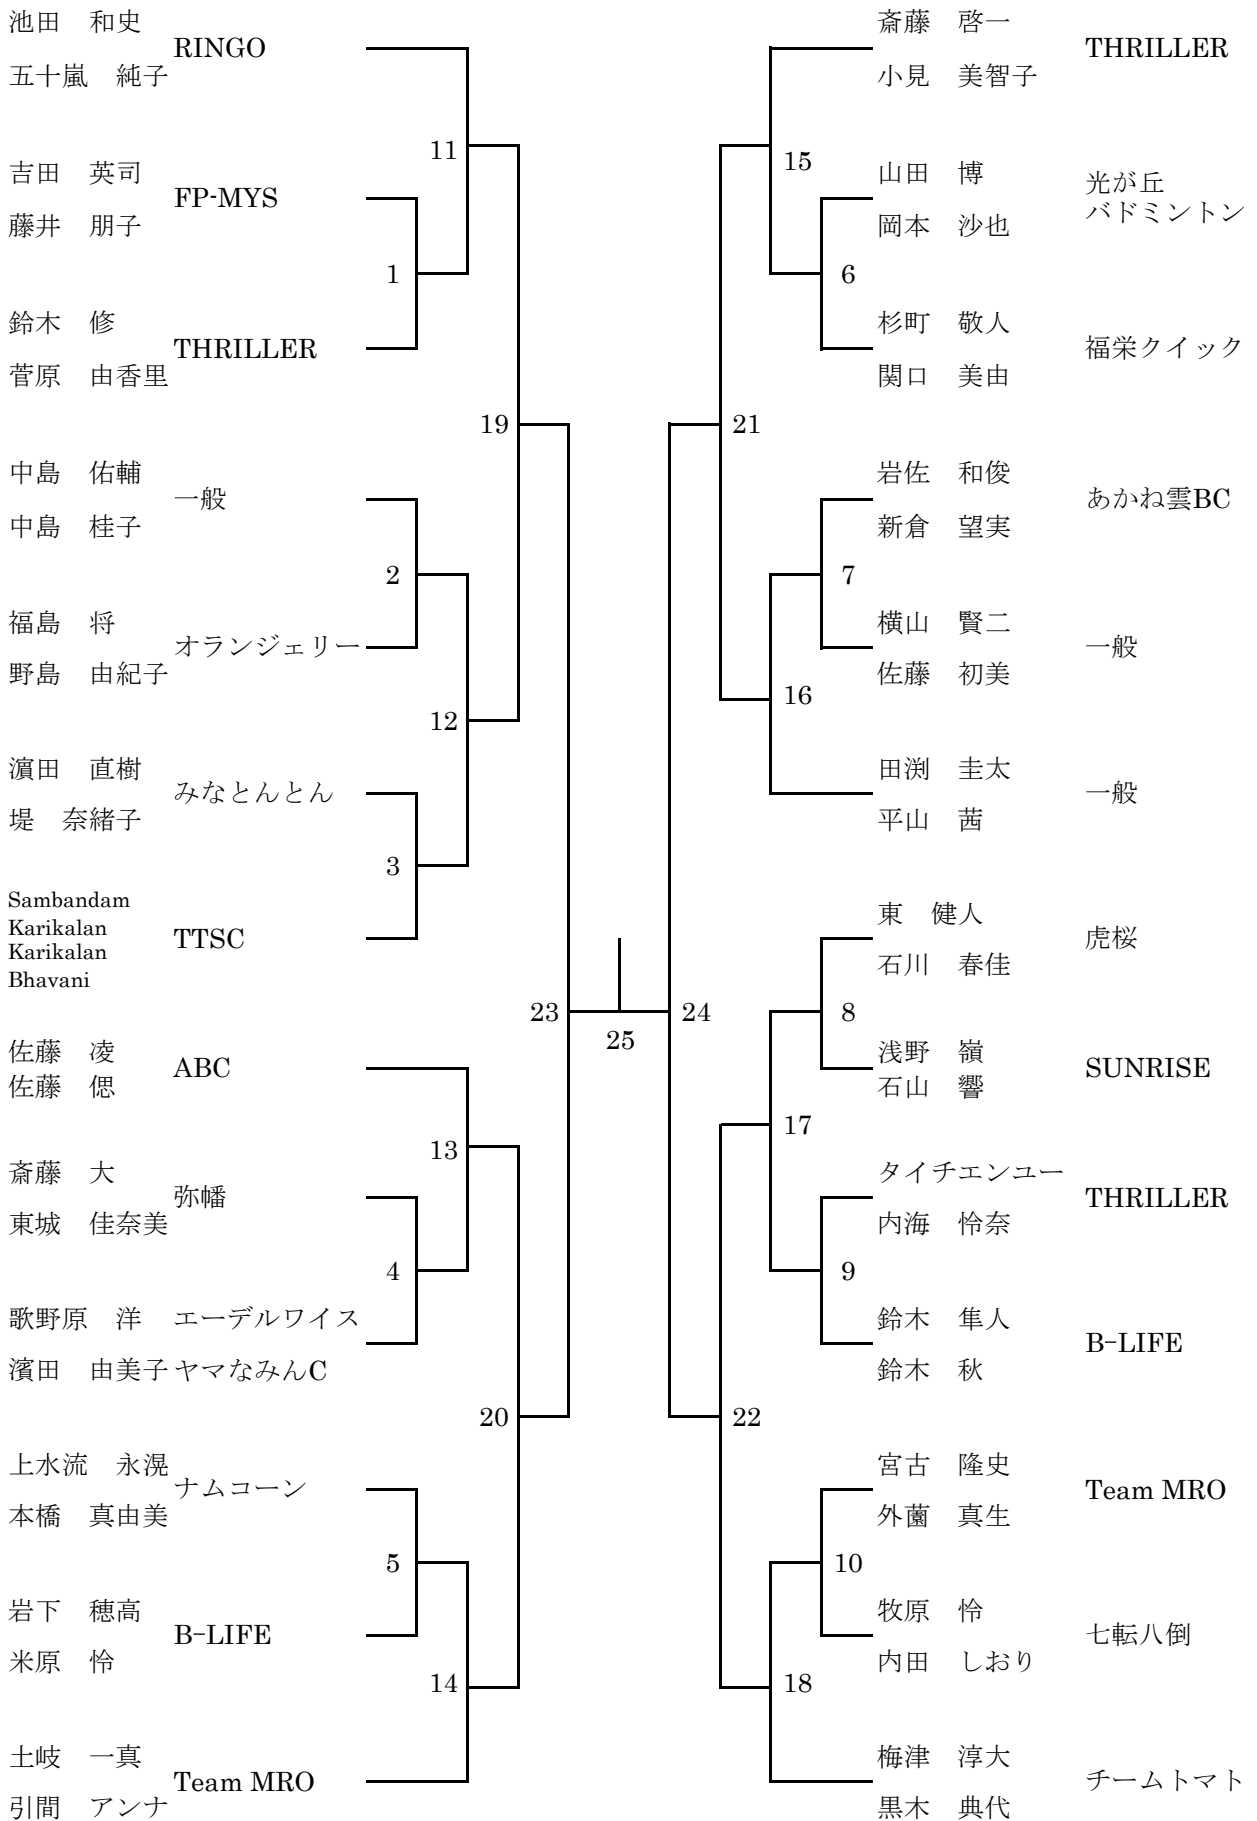 池田　和史
RINGO
五十嵐　純子
11
吉田　英司
FP-MYS
藤井　朋子
1
鈴木　修
THRILLER
菅原　由香里
19
中島　佑輔
一般
中島　桂子
2
福島　将
オランジェリー
野島　由紀子
12
濵田　直樹
みなとんとん
堤　奈緒子
3
Sambandam
Karikalan
TTSC
Karikalan
Bhavani
23
25
佐藤　凌
ABC
佐藤　偲
13
斎藤　大
弥幡
東城　佳奈美
4
歌野原　洋　エーデルワイス
濱田　由美子 ヤマなみんC
20
上水流　永滉
ナムコーン
本橋　真由美
5
岩下　穂高
B-LIFE
米原　怜
14
土岐　一真
Team MRO
引間　アンナ
斎藤　啓一
THRILLER
小見　美智子
15
山田　博
光が丘
バドミントン
岡本　沙也
6
杉町　敬人
福栄クイック
関口　美由
21
岩佐　和俊
あかね雲BC
新倉　望実
7
横山　賢二
一般
佐藤　初美
16
田渕　圭太
一般
平山　茜
東　健人
虎桜
石川　春佳
24
8
浅野　嶺
SUNRISE
石山　響
17
タイチエンユー
THRILLER
内海　怜奈
9
鈴木　隼人
B-LIFE
鈴木　秋
22
宮古　隆史
Team MRO
外薗　真生
10
牧原　怜
七転八倒
内田　しおり
18
梅津　淳大
チームトマト
黒木　典代